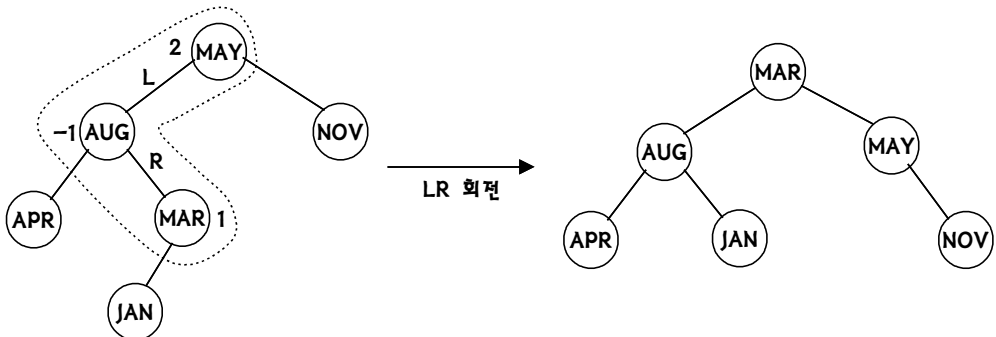 2 MAY
L
-1 AUG
NOV
R
APR
MAR 1
JAN
LR 회전
MAR
AUG
MAY
APR
JAN
NOV